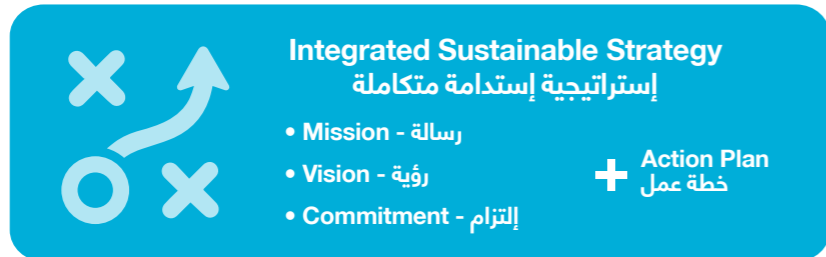 Integrated Sustainable Strategy
إستراتيجية إستدامة متكاملة
• Mission - رسالة
• Vision - رؤية
• Commitment - إلتزام
+ Action Plan
خطة عمل